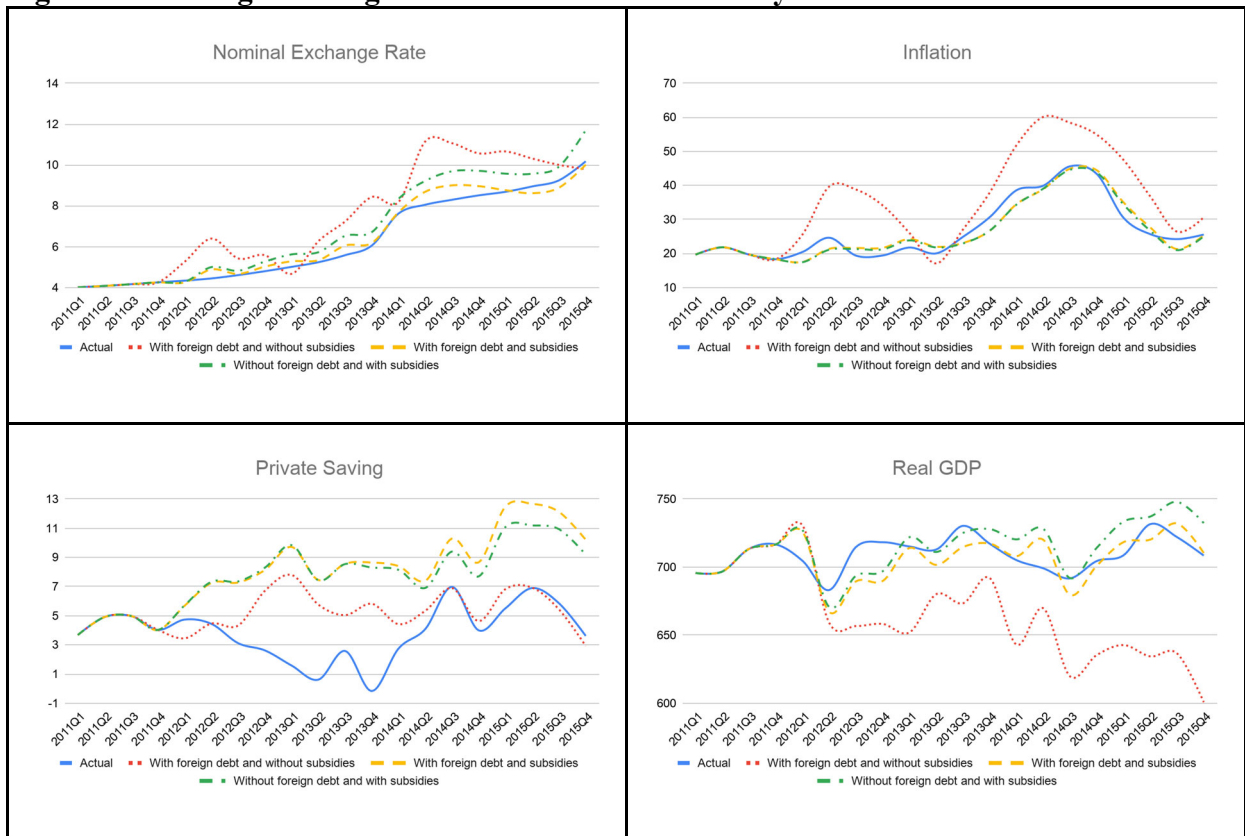 Nominal Exchange Rate
14
12
10
8
6
4
2011Q1 2011Q2 2011Q3 2011Q4 2012Q1 2012Q2 2012Q3 2012Q4 2013Q1 2013Q2 2013Q3 2013Q4 2014Q1 2014Q2 2014Q3 2014Q4 2015Q1 2015Q2 2015Q3 2015Q4
Actual With foreign debt and without subsidies With foreign debt and subsidies
Without foreign debt and with subsidies
Inflation
70
60
50
40
30
20
10
2011Q1 2011Q2 2011Q3 2011Q4 2012Q1 2012Q2 2012Q3 2012Q4 2013Q1 2013Q2 2013Q3 2013Q4 2014Q1 2014Q2 2014Q3 2014Q4 2015Q1 2015Q2 2015Q3 2015Q4
Actual With foreign debt and without subsidies With foreign debt and subsidies
Without foreign debt and with subsidies
Private Saving
13
11
9
7
5
3
1
-1
2011Q1 2011Q2 2011Q3 2011Q4 2012Q1 2012Q2 2012Q3 2012Q4 2013Q1 2013Q2 2013Q3 2013Q4 2014Q1 2014Q2 2014Q3 2014Q4 2015Q1 2015Q2 2015Q3 2015Q4
Actual With foreign debt and without subsidies With foreign debt and subsidies
Without foreign debt and with subsidies
Real GDP
750
700
650
600
2011Q1 2011Q2 2011Q3 2011Q4 2012Q1 2012Q2 2012Q3 2012Q4 2013Q1 2013Q2 2013Q3 2013Q4 2014Q1 2014Q2 2014Q3 2014Q4 2015Q1 2015Q2 2015Q3 2015Q4
Actual With foreign debt and without subsidies With foreign debt and subsidies
Without foreign debt and with subsidies